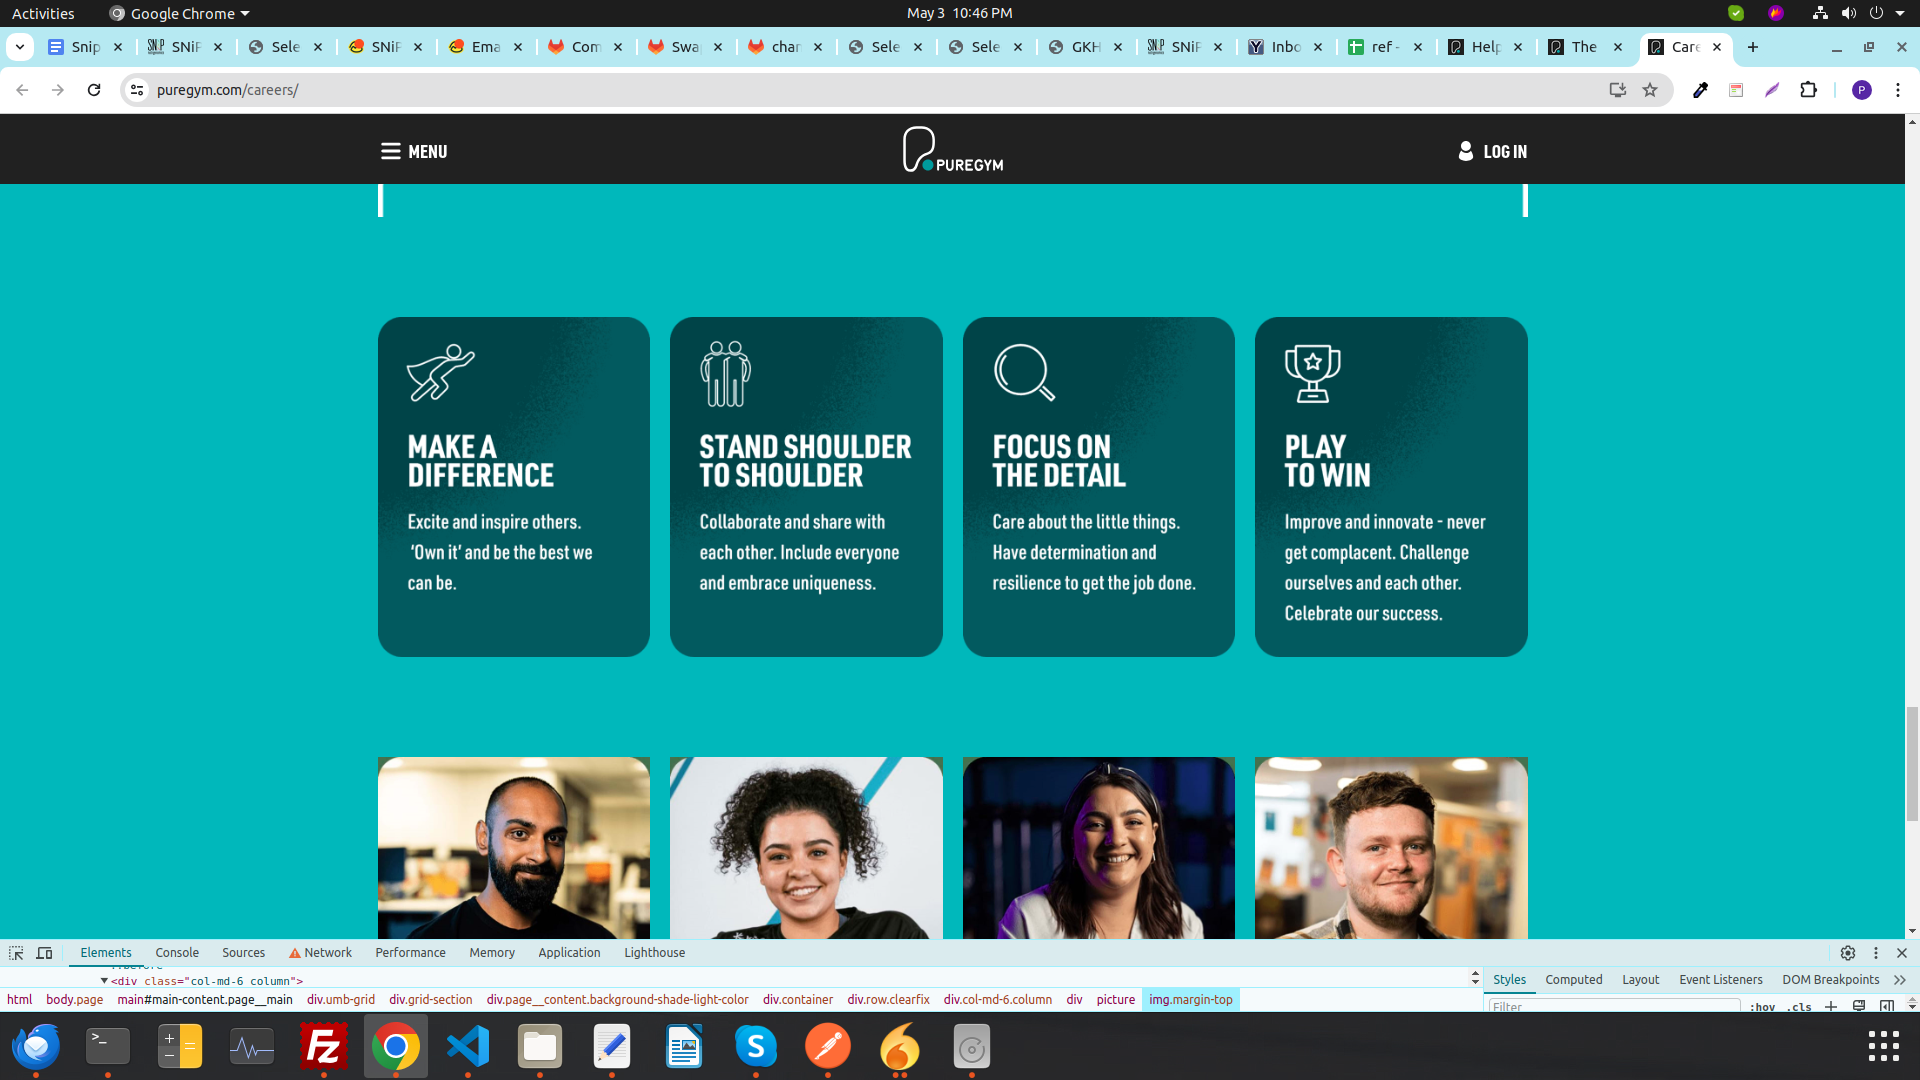 Activities
Google Chrome
May 3 10:46 PM
Snip
SNiP
Sele
SNiP
Ema
Com
Swa
char
Sele
Sele
GKH
SNiP
Inbo
ref -
Help
The
Care
puregym.com/careers/
P
MENU
PUREGYM
LOG IN
MAKE A
DIFFERENCE
Excite and inspire others.
‘Own it’ and be the best we
can be.
STAND SHOULDER
TO SHOULDER
Collaborate and share with
each other. Include everyone
and embrace uniqueness.
FOCUS ON
THE DETAIL
Care about the little things.
Have determination and
resilience to get the job done.
PLAY
TO WIN
Improve and innovate - never
get complacent. Challenge
ourselves and each other.
Celebrate our success.
Elements
Console
Sources
Network
Performance
Memory
Application
Lighthouse
<div class="col-md-6 column">
Styles
Computed
Layout
Event Listeners
DOM Breakpoints
html
body.page
main#main-content.page__main
div.umb-grid
div.grid-section
div.page__content.background-shade-light-color
div.container
div.row.clearfix
div.col-md-6.column
div
picture
img.margin-top
Filter
:hov
.cls